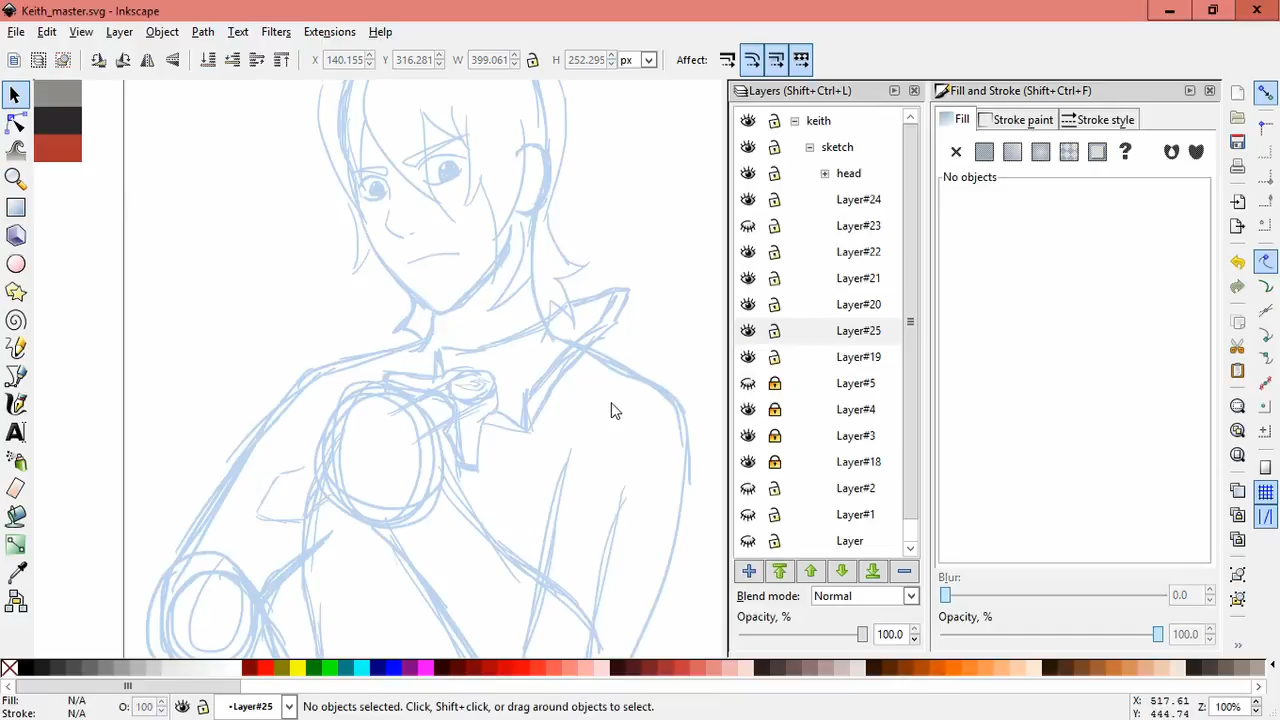 Keith_master.svg - Inkscape
File Edit View Layer Object Path Text Filters Extensions Help
X 140.155 Y 316.281 W 399.061 H 252.295 px Affect:
Layers (Shift+Ctrl+L)
Fill and Stroke (Shift+Ctrl+F)
keith
sketch
head
Layer#24
Layer#23
Layer#22
Layer#21
Layer#20
Layer#25
Layer#19
Layer#5
Layer#4
Layer#3
Layer#18
Layer#2
Layer#1
Layer
Blend mode: Normal
Opacity, %
100.0
Fill Stroke paint Stroke style
?
No objects
Blur:
0.0
Opacity, %
100.0
Fill: N/A
Stroke: N/A
O: 100
•Layer#25
No objects selected. Click, Shift+click, or drag around objects to select.
X: 517.61
Y: 444.74
Z: 100%